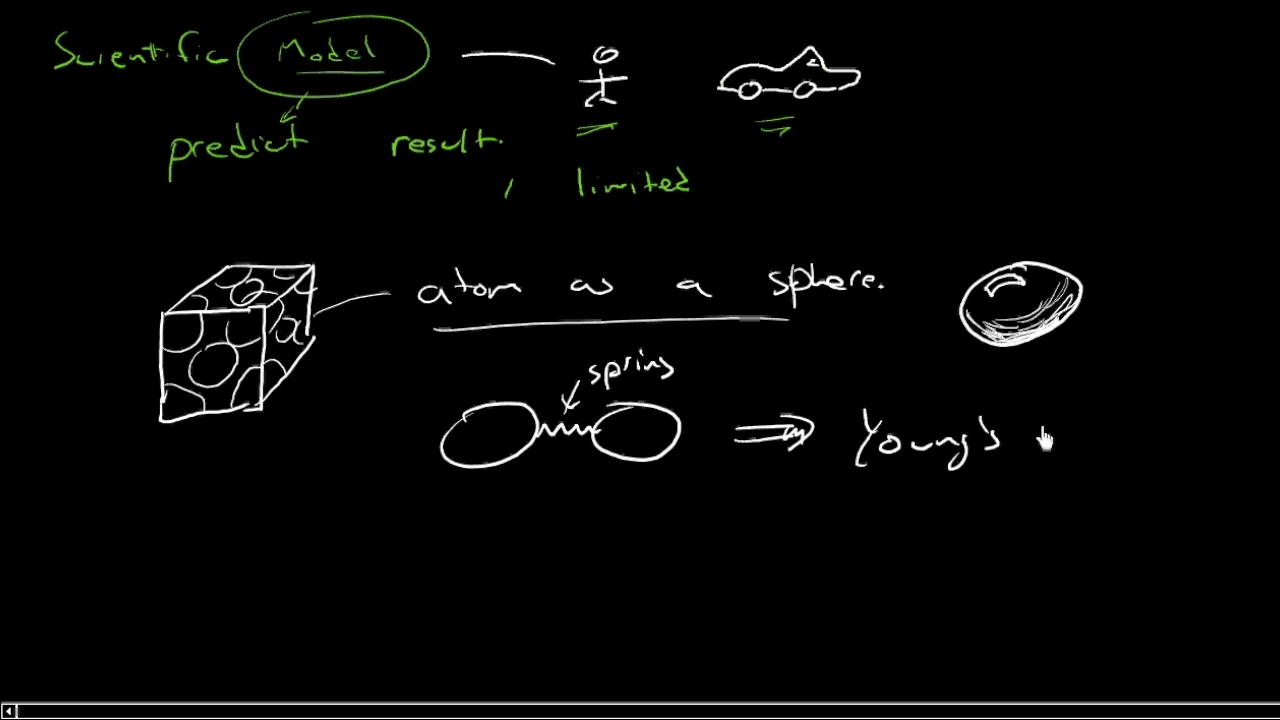 Scientific Model
predict result.
, limited
atom as a sphere.
spring
Young's